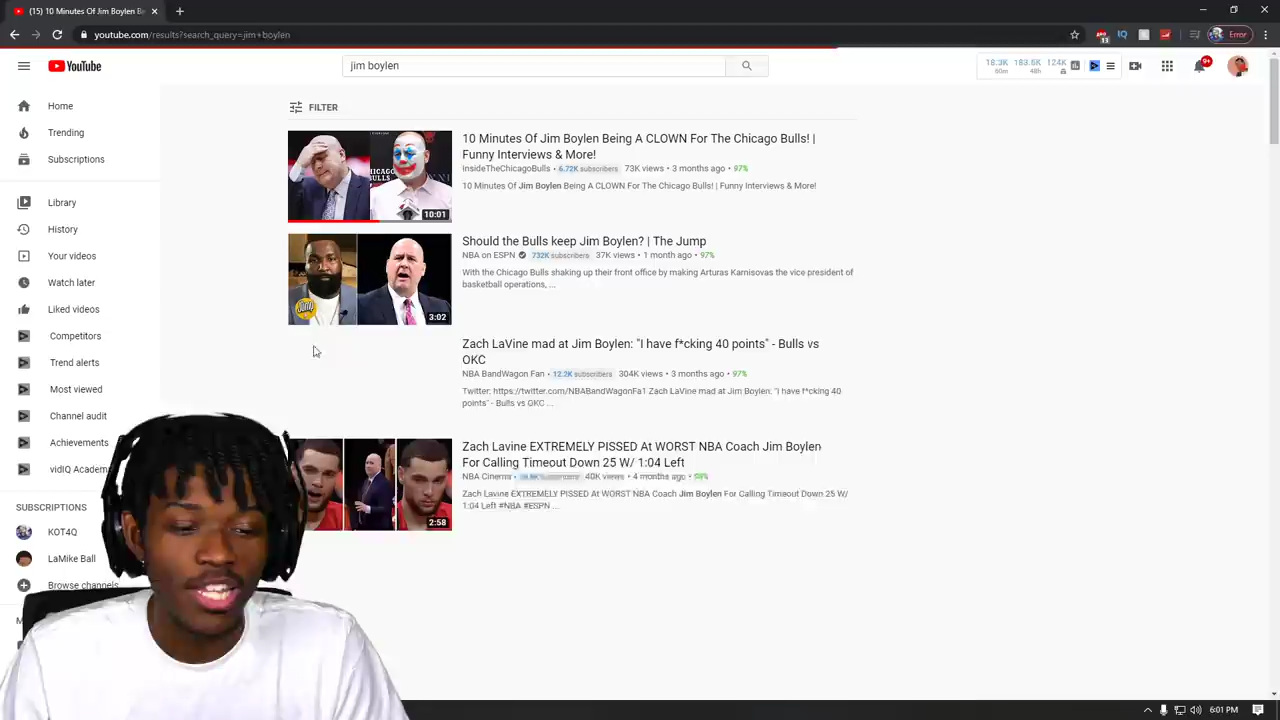 (15) 10 Minutes Of Jim Boylen Be
youtube.com/results?search_query=jim+boylen
11
Error
YouTube
jim boylen
18.3K 183.6K 124K
60m 48h
9+
Home
Trending
Subscriptions
Library
History
Your videos
Watch later
Liked videos
Competitors
Trend alerts
Most viewed
Channel audit
Achievements
vidIQ Academ
SUBSCRIPTIONS
KOT4Q
LaMike Ball
Browse channels
M
FILTER
CHICAGO
BULLS
10:01
10 Minutes Of Jim Boylen Being A CLOWN For The Chicago Bulls! |
Funny Interviews & More!
InsideTheChicagoBulls • 6.72K subscribers 73K views • 3 months ago • 97%
10 Minutes Of Jim Boylen Being A CLOWN For The Chicago Bulls! | Funny Interviews & More!
Jump
3:02
Should the Bulls keep Jim Boylen? | The Jump
NBA on ESPN 732K subscribers 37K views • 1 month ago • 97%
With the Chicago Bulls shaking up their front office by making Arturas Karnisovas the vice president of
basketball operations, ...
Zach LaVine mad at Jim Boylen: "I have f*cking 40 points" - Bulls vs
OKC
NBA BandWagon Fan • 12.2K subscribers 304K views • 3 months ago • 97%
Twitter: https://twitter.com/NBABandWagonFa1 Zach LaVine mad at Jim Boylen: "I have f*cking 40
points" - Bulls vs OKC ...
2:58
Zach Lavine EXTREMELY PISSED At WORST NBA Coach Jim Boylen
For Calling Timeout Down 25 W/ 1:04 Left
NBA Cinema • subscribers 40K views • 4 months ago •
Zach Lavine EXTREMELY PISSED At WORST NBA Coach Jim Boylen For Calling Timeout Down 25 W/
1:04 Left #NBA #ESPN ...
6:01 PM